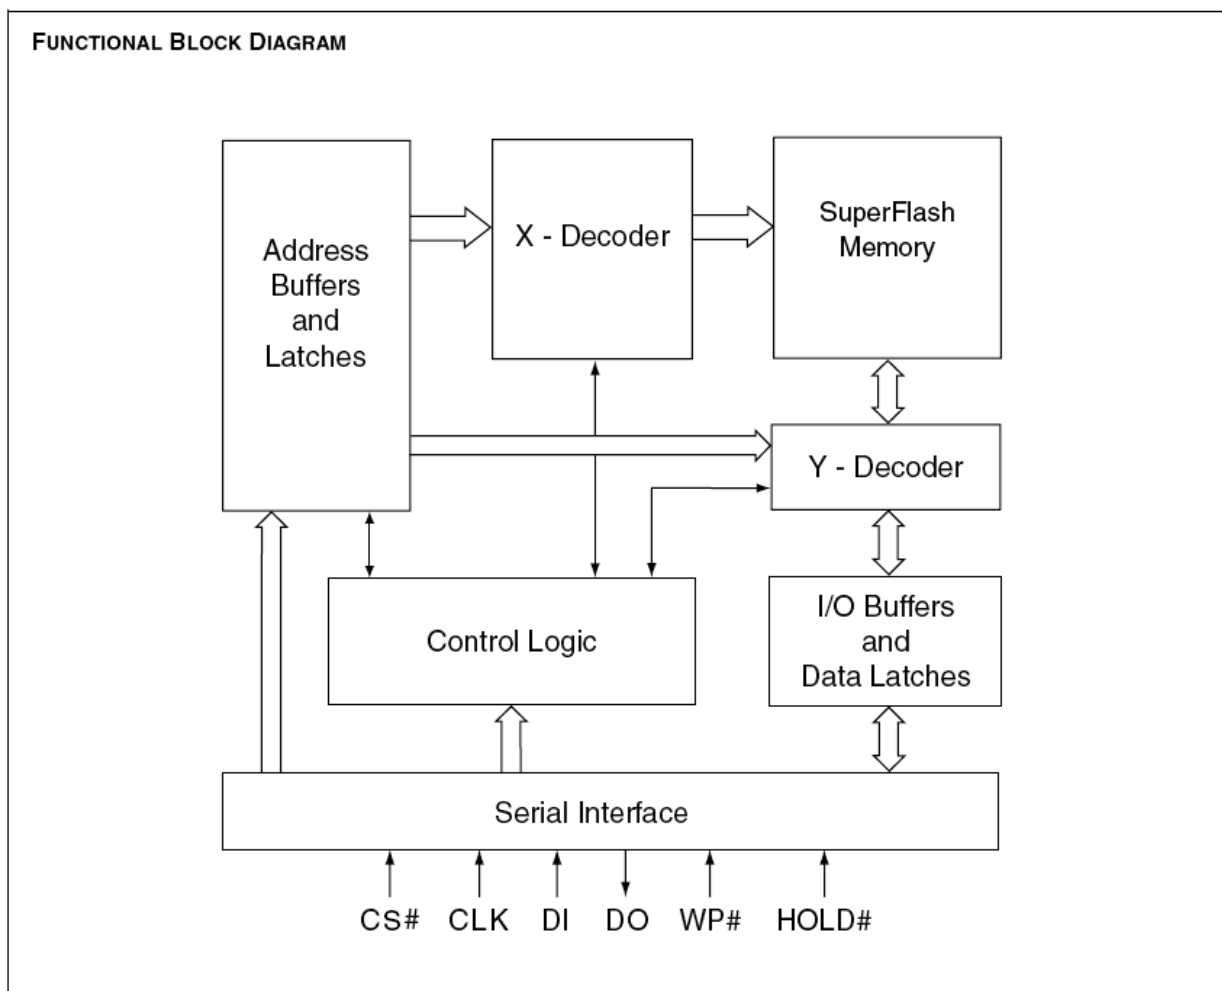 FUNCTIONAL BLOCK DIAGRAM
Address
Buffers
and
Latches
X - Decoder
SuperFlash
Memory
Y - Decoder
Control Logic
I/O Buffers
and
Data Latches
Serial Interface
CS# CLK DI DO WP# HOLD#